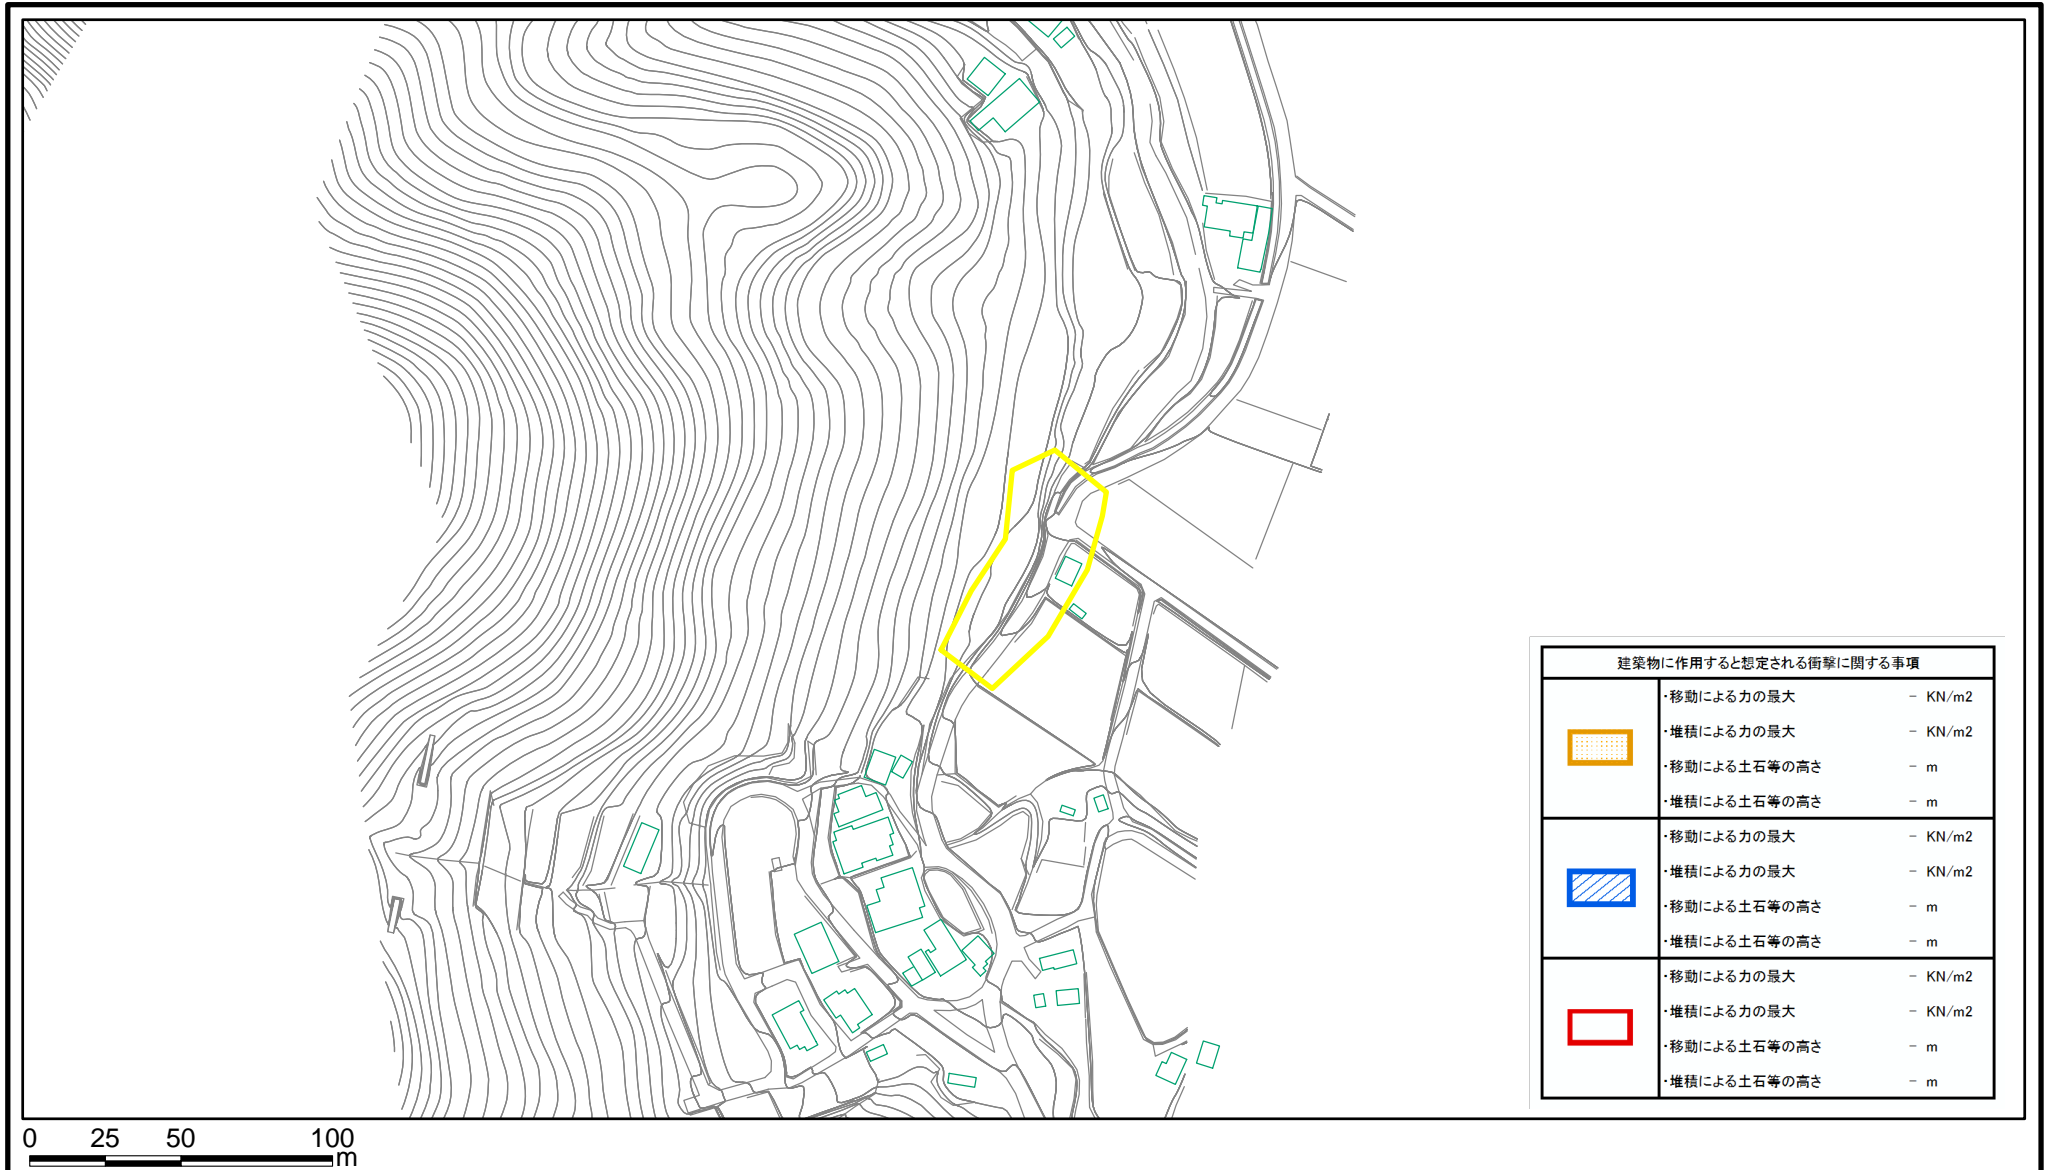 建築物に作用すると想定される衝撃に関する事項
・移動による力の最大 － KN/m2
・堆積による力の最大 － KN/m2
・移動による土石等の高さ － m
・堆積による土石等の高さ － m
・移動による力の最大 － KN/m2
・堆積による力の最大 － KN/m2
・移動による土石等の高さ － m
・堆積による土石等の高さ － m
・移動による力の最大 － KN/m2
・堆積による力の最大 － KN/m2
・移動による土石等の高さ － m
・堆積による土石等の高さ － m
0 25 50 100
m